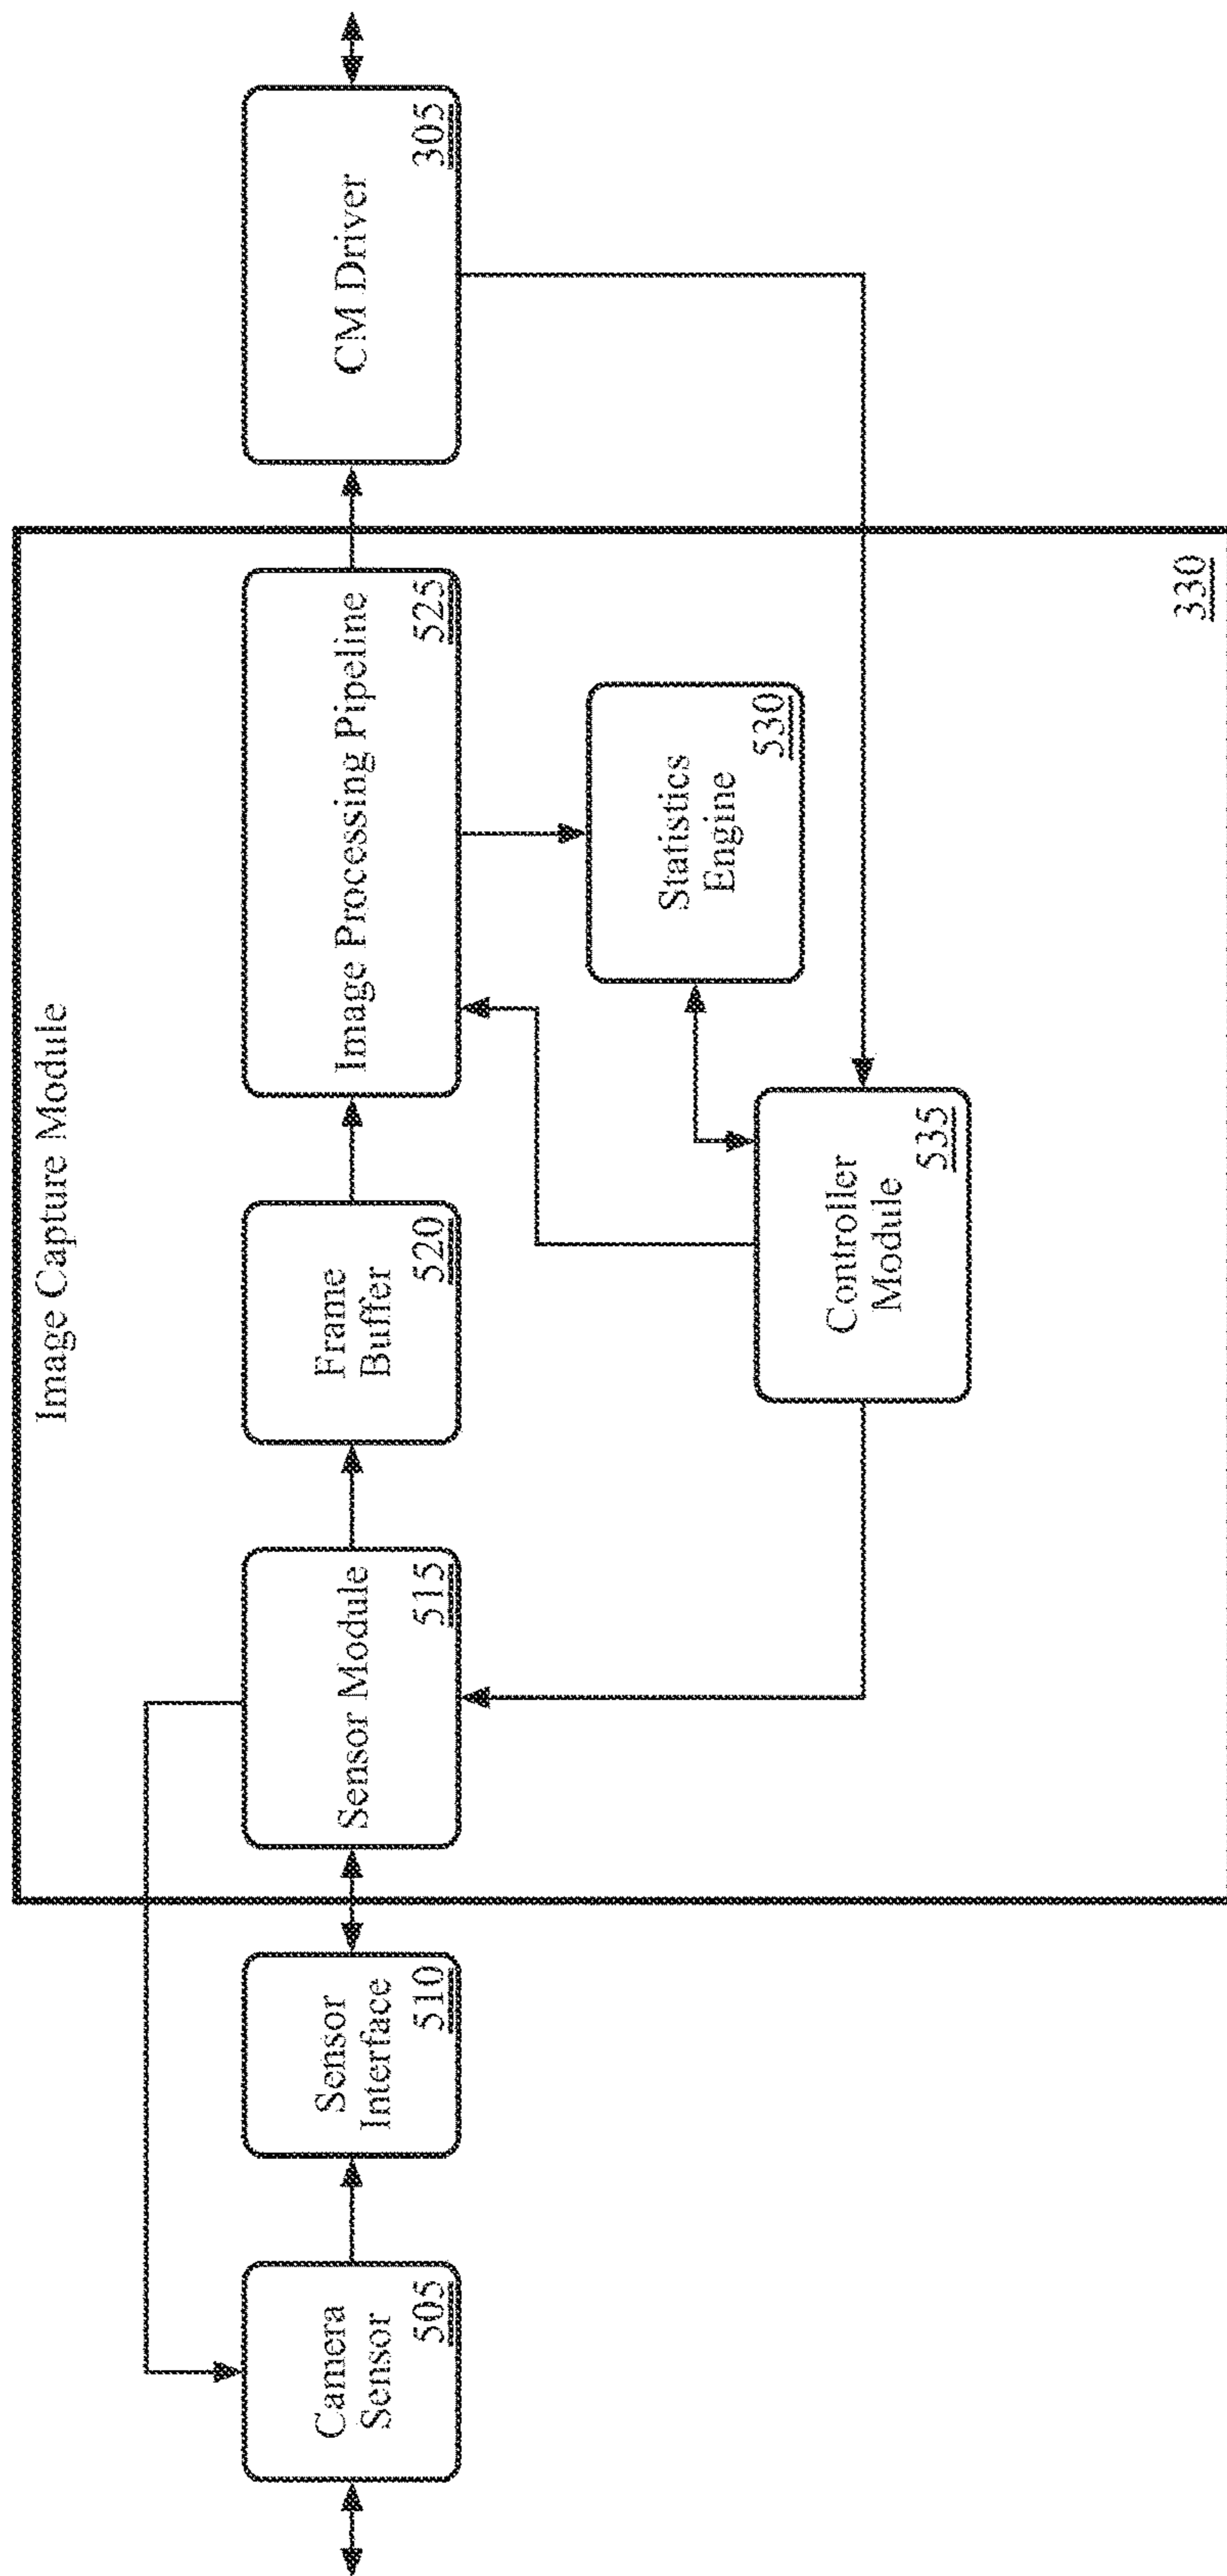 Image Capture Module
Camera
Sensor
505
Sensor
Interface
510
Sensor Module
515
Frame
Buffer
520
Image Processing Pipeline
525
CM Driver
305
Statistics
Engine
530
Controller
Module
535
330